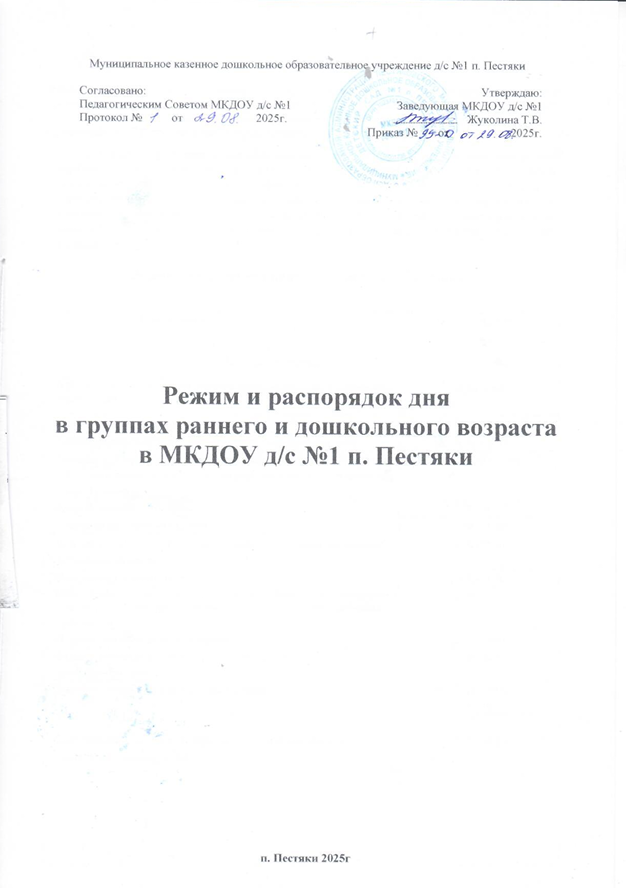 Муниципальное казенное дошкольное образовательное учреждение д/с №1 п. Пестяки
Согласовано:
Педагогическим Советом МКДОУ д/с №1
Протокол № 1 от 29.08 2025г.
Утверждаю:
Заведующая МКДОУ д/с №1
Жуколина Т.В.
Приказ № от 29.08. 2025г.
Режим и распорядок дня
в группах раннего и дошкольного возраста
в МКДОУ д/с №1 п. Пестяки
п. Пестяки 2025г